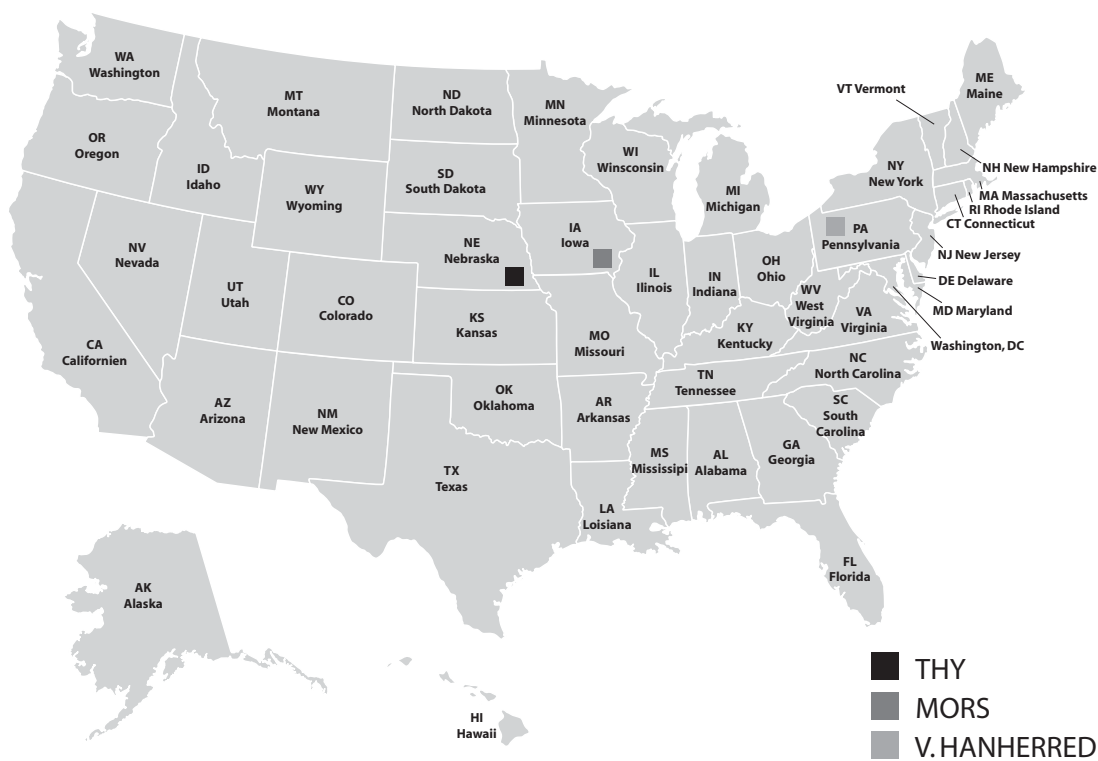 WA
Washington
OR
Oregon
CA
Californien
NV
Nevada
ID
Idaho
MT
Montana
WY
Wyoming
UT
Utah
AZ
Arizona
CO
Colorado
NM
New Mexico
ND
North Dakota
SD
South Dakota
NE
Nebraska
KS
Kansas
OK
Oklahoma
TX
Texas
MN
Minnesota
IA
Iowa
MO
Missouri
AR
Arkansas
LA
Loisiana
WI
Winsconsin
IL
Ilinois
MI
Michigan
IN
Indiana
OH
Ohio
KY
Kentucky
TN
Tennessee
MS
Mississipi
AL
Alabama
GA
Georgia
FL
Florida
SC
South
Carolina
NC
North Carolina
VA
Virginia
WV
West
Virginia
PA
Pennsylvania
NY
New York
VT Vermont
ME
Maine
NH New Hampshire
MA Massachusetts
RI Rhode Island
CT Connecticut
NJ New Jersey
DE Delaware
MD Maryland
Washington, DC
AK
Alaska
HI
Hawaii
THY
MORS
V. HANHERRED